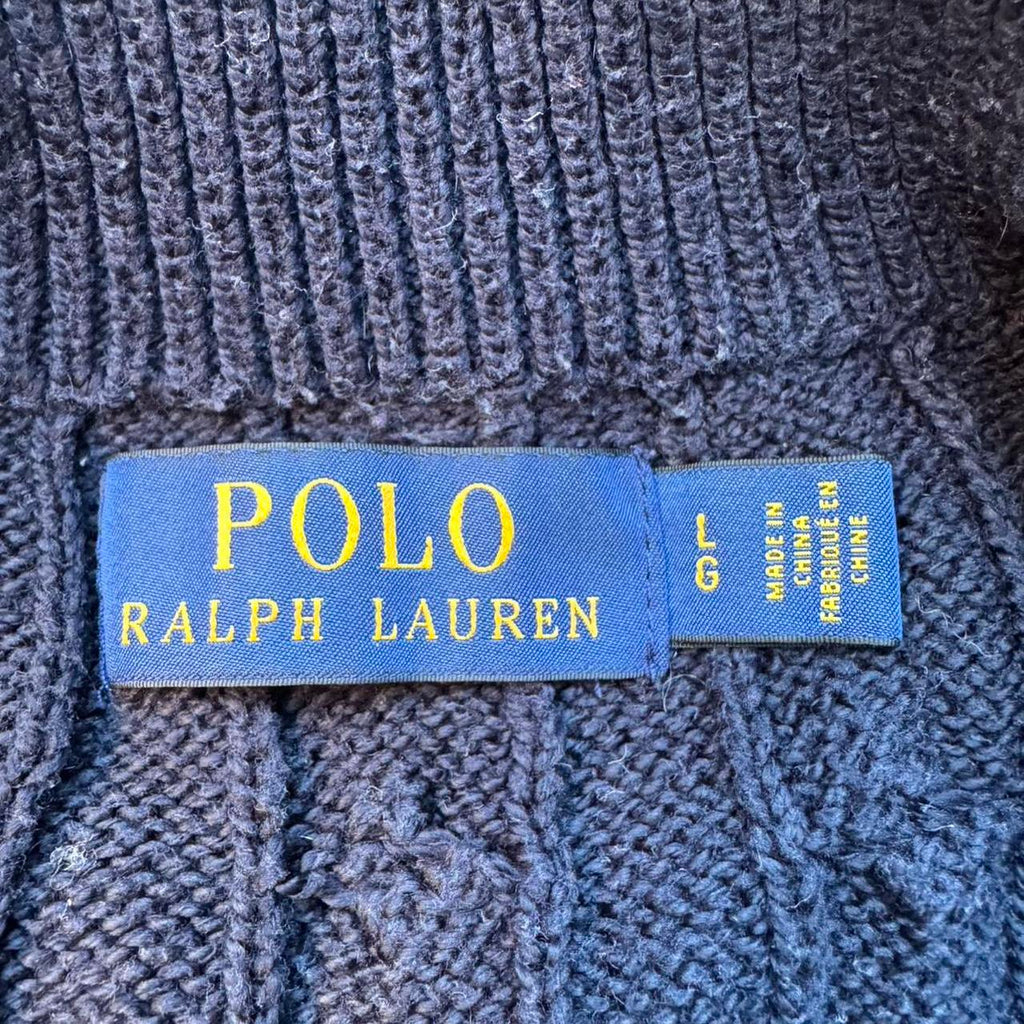 POLO
RALPH LAUREN
L
G
MADE IN
CHINA
FABRIQUÉ EN
CHINE